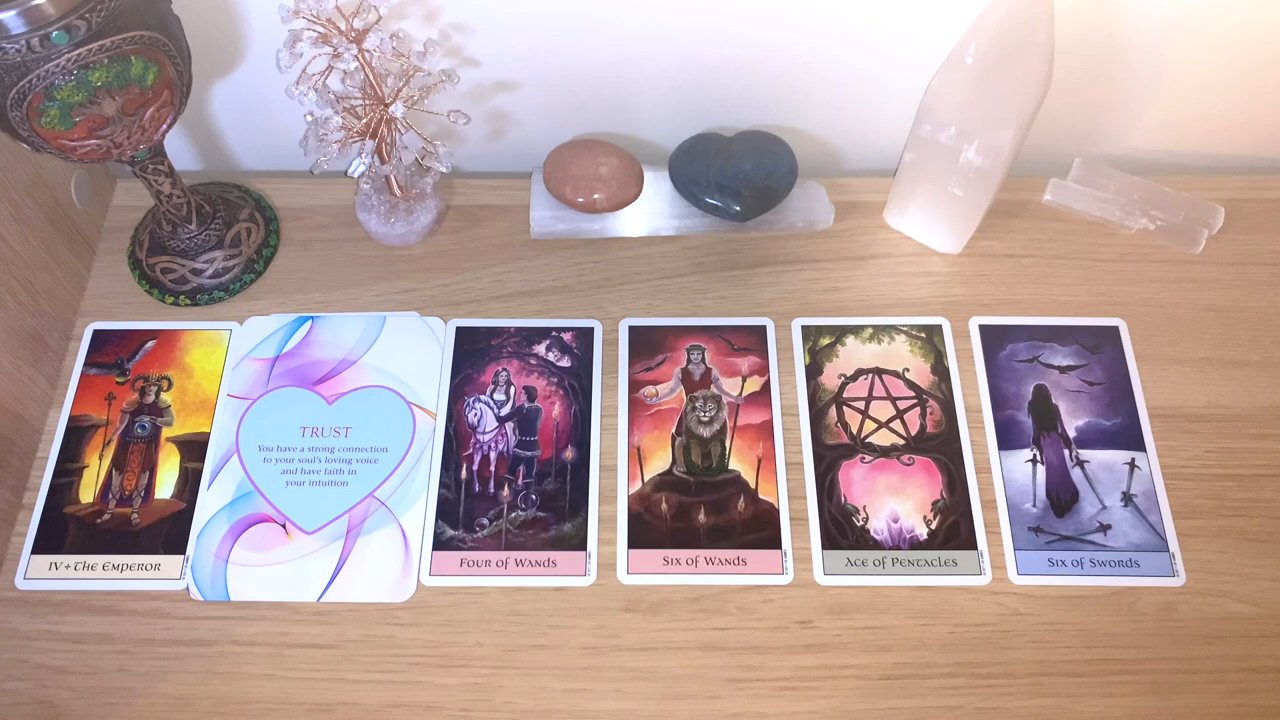 IV + The Emperor
TRUST
You have a strong connection
to your soul's loving voice
and have faith in
your intuition
Four of Wands
Six of Wands
Ace of Pentacles
Six of Swords